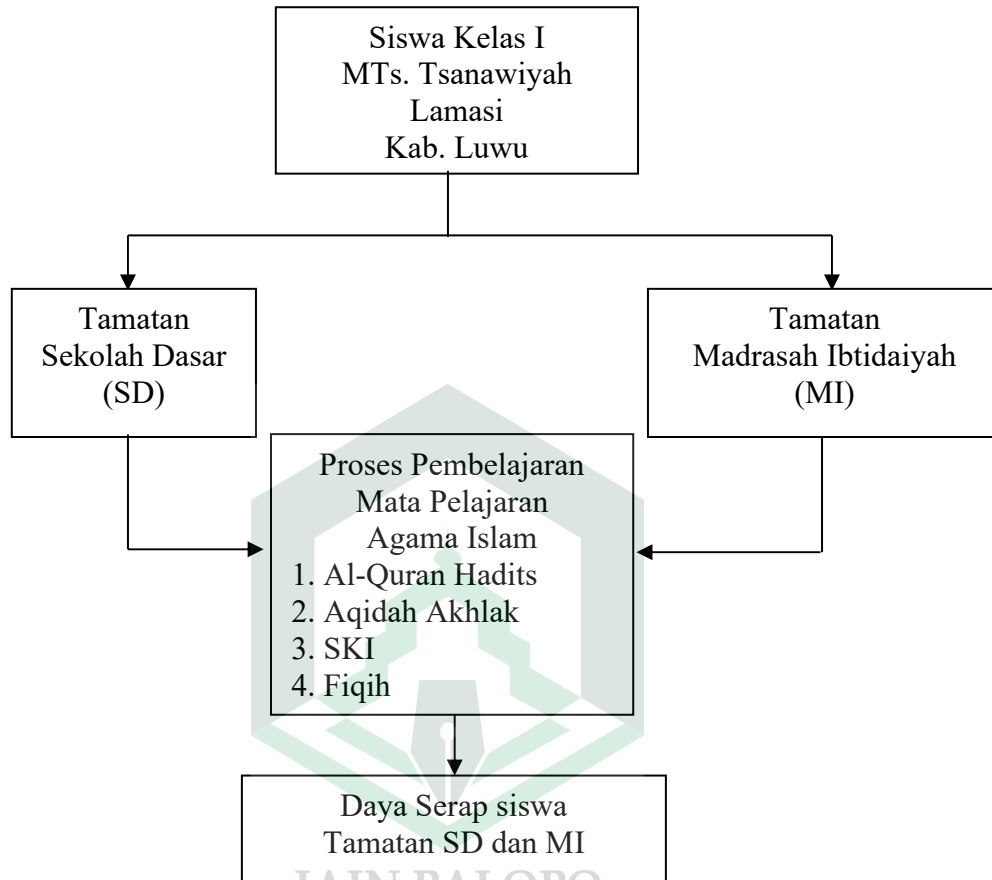 Siswa Kelas I
MTs. Tsanawiyah
Lamasi
Kab. Luwu
Tamatan
Sekolah Dasar
(SD)
Tamatan
Madrasah Ibtidaiyah
(MI)
Proses Pembelajaran
Mata Pelajaran
Agama Islam
1. Al-Quran Hadits
2. Aqidah Akhlak
3. SKI
4. Fiqih
Daya Serap siswa
Tamatan SD dan MI
IAIN PALOPO